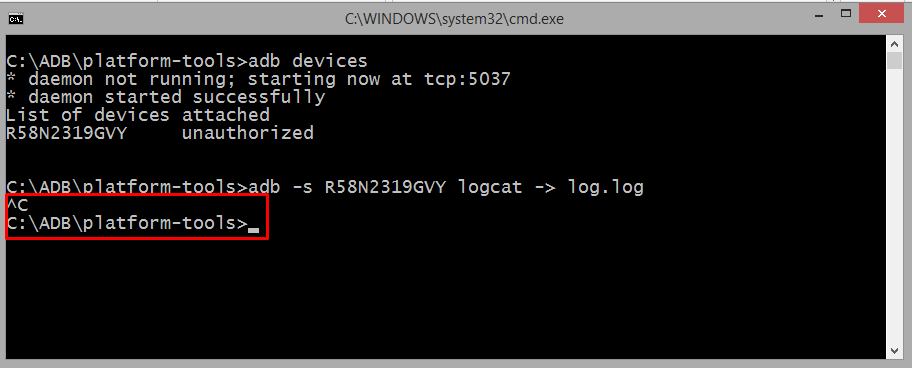 C:\WINDOWS\system32\cmd.exe
C:\ADB\platform-tools>adb devices
* daemon not running; starting now at tcp:5037
* daemon started successfully
List of devices attached
R58N2319GVY     unauthorized
C:\ADB\platform-tools>adb -s R58N2319GVY logcat -> log.log
^C
C:\ADB\platform-tools>